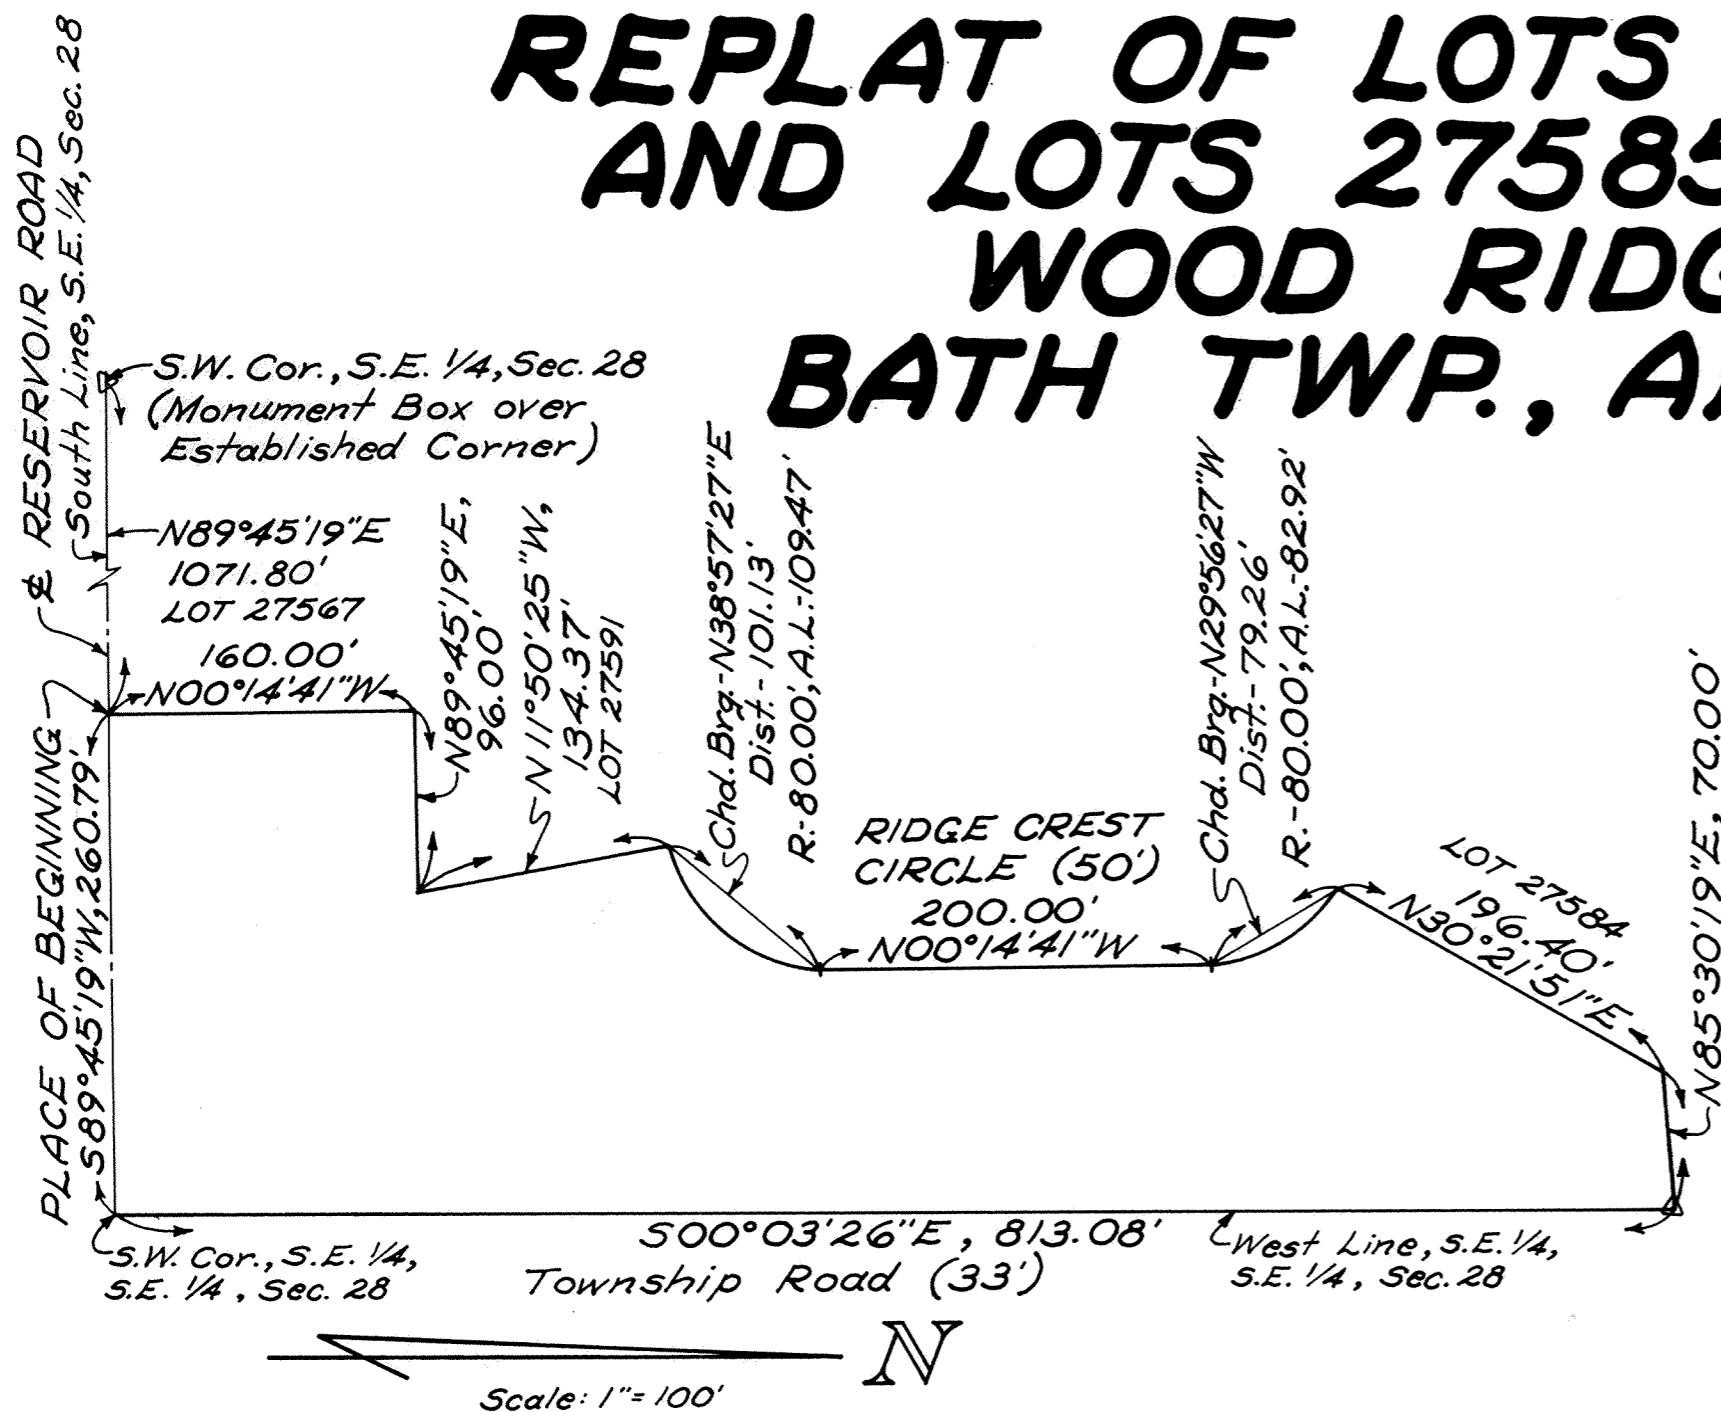 REPLAT OF LOTS
AND LOTS 27585
WOOD RIDG
BATH TWP., A
℄ RESERVOIR ROAD
South Line, S.E. 1/4, Sec. 28
S.W. Cor., S.E. 1/4, Sec. 28
(Monument Box over
Established Corner)
N89°45'19"E
1071.80'
LOT 27567
160.00'
N00°14'41"W
N89°45'19"E,
96.00'
N11°50'25"W,
134.37'
LOT 27591
Chd. Brg.-N38°57'27"E
Dist.-101.13'
R.-80.00', A.L.-109.47'
RIDGE CREST
CIRCLE (50')
200.00'
N00°14'41"W
Chd. Brg.-N29°56'27"W
Dist.-79.26'
R.-80.00', A.L.-82.92'
LOT 27584
196.40'
N30°21'51"E
N85°30'19"E, 70.00'
PLACE OF BEGINNING
S89°45'19"W, 260.79'
S.W. Cor., S.E. 1/4,
S.E. 1/4, Sec. 28
S00°03'26"E, 813.08'
Township Road (33')
West Line, S.E. 1/4,
S.E. 1/4, Sec. 28
N
Scale: 1"=100'